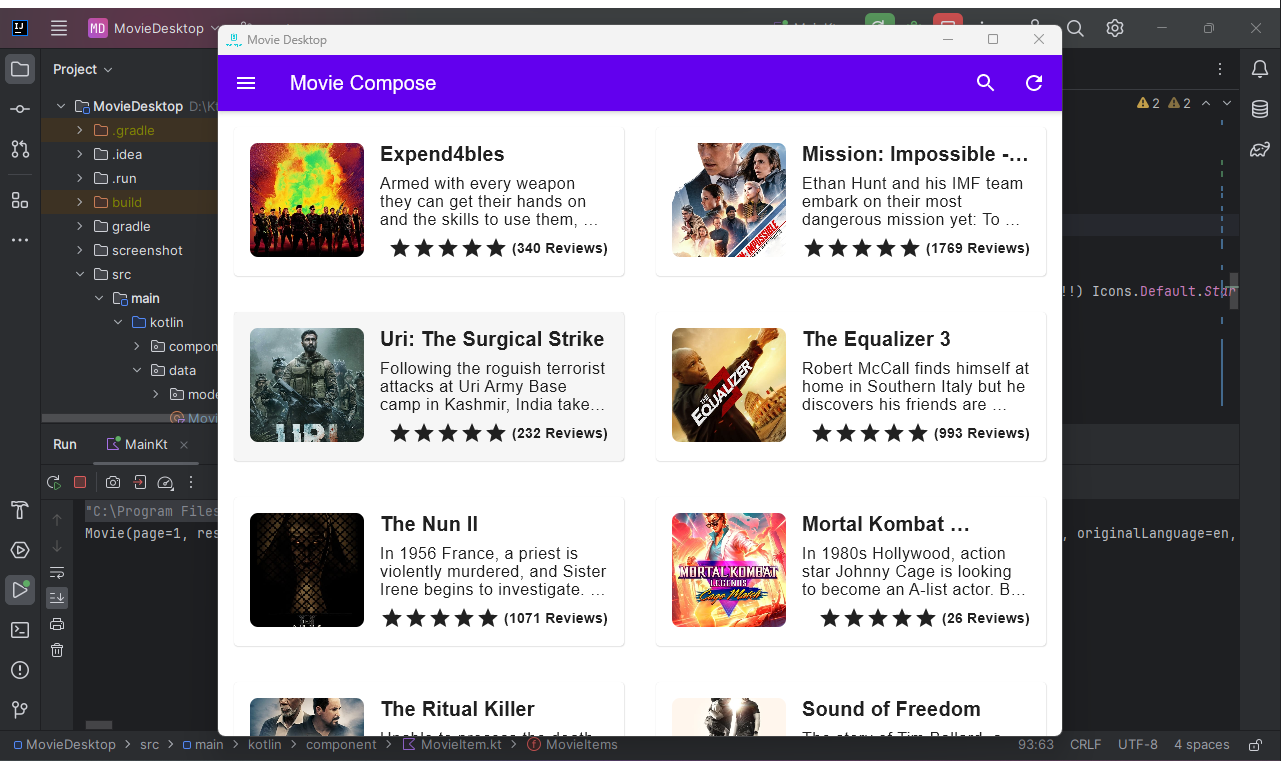 MD MovieDesktop
Project
MovieDesktop D:\Kt
.gradle
.idea
.run
build
gradle
screenshot
src
main
kotlin
compon
data
mode
Movi
Movie Desktop
Movie Compose
Expend4bles
Armed with every weapon
they can get their hands on
and the skills to use them, ...
(340 Reviews)
Mission: Impossible -...
Ethan Hunt and his IMF team
embark on their most
dangerous mission yet: To ...
(1769 Reviews)
URI
Uri: The Surgical Strike
Following the roguish terrorist
attacks at Uri Army Base
camp in Kashmir, India take...
(232 Reviews)
THE
EQUALIZER
The Equalizer 3
Robert McCall finds himself at
home in Southern Italy but he
discovers his friends are ...
(993 Reviews)
The Nun II
In 1956 France, a priest is
violently murdered, and Sister
Irene begins to investigate. ...
(1071 Reviews)
MORTAL KOMBAT
LEGENDS
Mortal Kombat ...
In 1980s Hollywood, action
star Johnny Cage is looking
to become an A-list actor. B...
(26 Reviews)
The Ritual Killer
Sound of Freedom
2 2
!!) Icons.Default.Star
Run MainKt
"C:\Program Files
Movie(page=1, res
, originalLanguage=en,
MovieDesktop > src > main > kotlin > component > MovieItem.kt > MovieItems
93:63 CRLF UTF-8 4 spaces